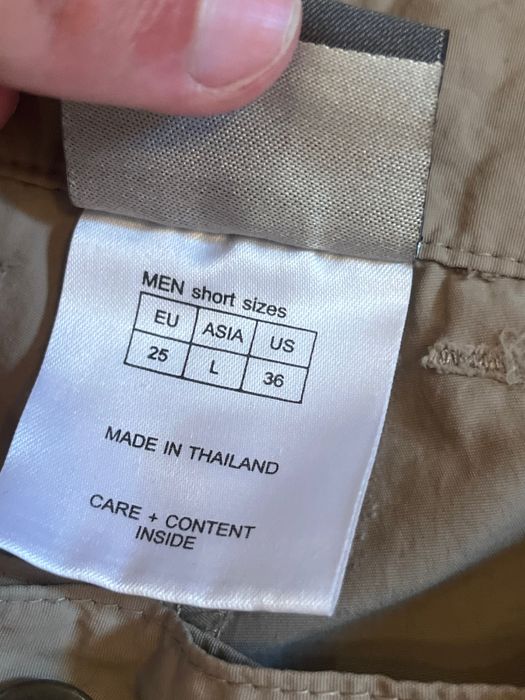 MEN short sizes
EU ASIA US
25 L 36
MADE IN THAILAND
CARE + CONTENT
INSIDE